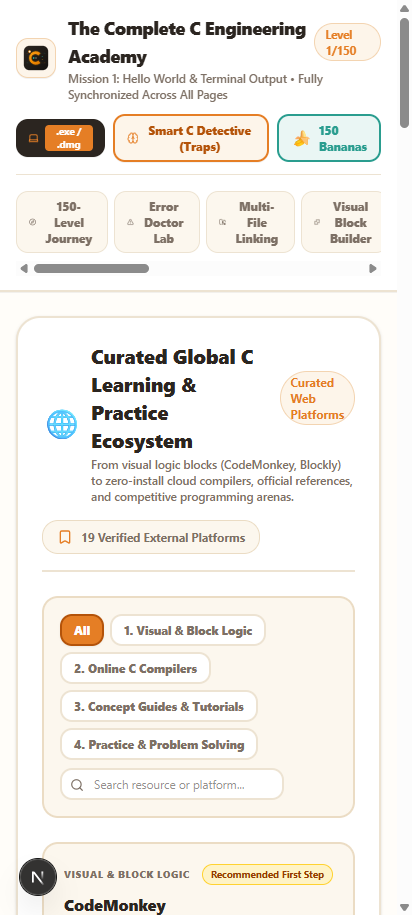 The Complete C Engineering
Academy
Level
1/150
Mission 1: Hello World & Terminal Output • Fully
Synchronized Across All Pages
.exe /
.dmg
Smart C Detective
(Traps)
150
Bananas
150-
Level
Journey
Error
Doctor
Lab
Multi-
File
Linking
Visual
Block
Builder
Curated Global C
Learning &
Practice
Ecosystem
Curated
Web
Platforms
From visual logic blocks (CodeMonkey, Blockly)
to zero-install cloud compilers, official references,
and competitive programming arenas.
19 Verified External Platforms
All
1. Visual & Block Logic
2. Online C Compilers
3. Concept Guides & Tutorials
4. Practice & Problem Solving
Search resource or platform...
N
VISUAL & BLOCK LOGIC
Recommended First Step
CodeMonkey